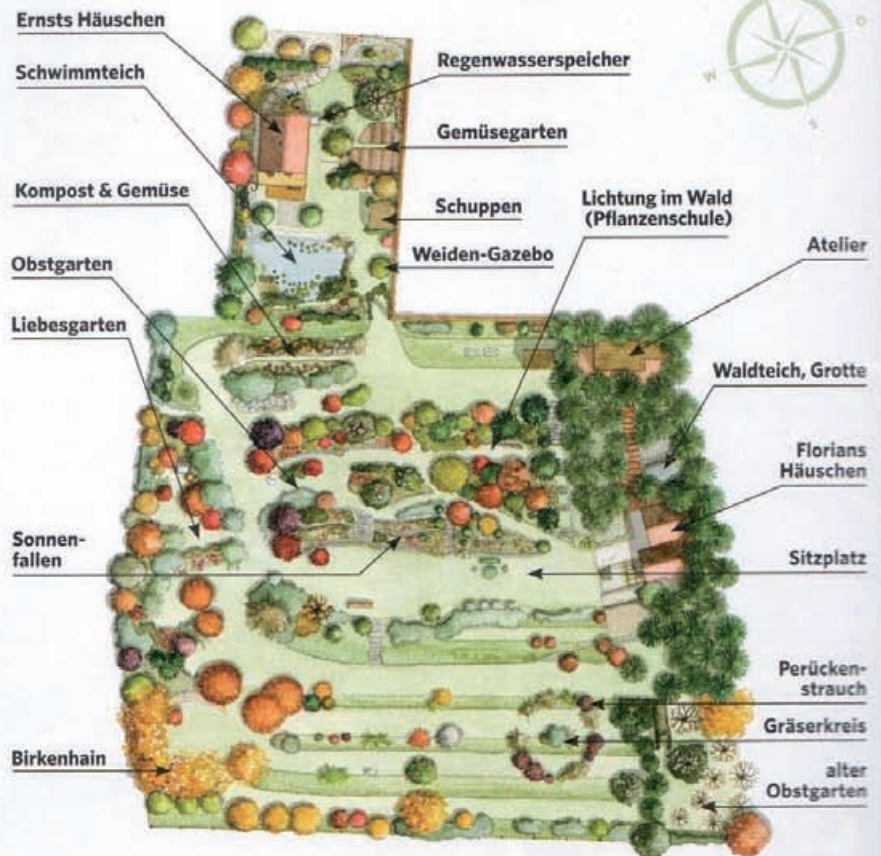 Ernsts Häuschen
Schwimmteich
Kompost & Gemüse
Obstgarten
Liebesgarten
Sonnen-
fallen
Birkenhain
Regenwasserspeicher
Gemüsegarten
Schuppen
Weiden-Gazebo
Lichtung im Wald
(Pflanzenschule)
Atelier
Waldteich, Grotte
Florians
Häuschen
Sitzplatz
Perücken-
strauch
Gräserkreis
alter
Obstgarten
W
O
S